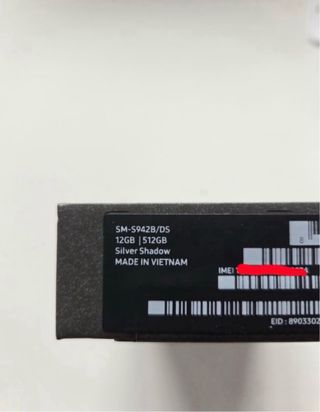 SM-S942B/DS
12GB | 512GB
Silver Shadow
MADE IN VIETNAM
IMEI
EID : 8903302